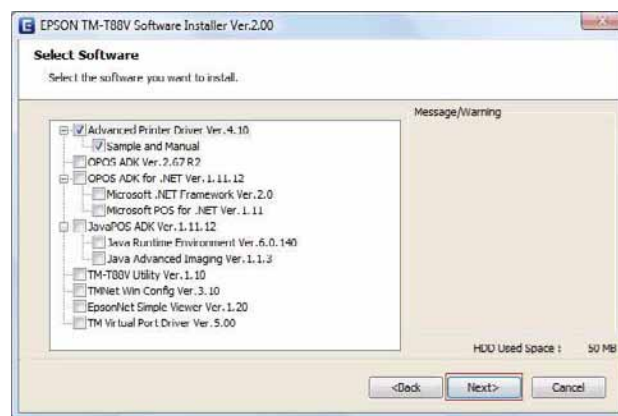 EPSON TM-T88V Software Installer Ver.2.00
Select Software
Select the software you want to install.
Message/Warning
Advanced Printer Driver Ver.4.10
Sample and Manual
OPOS ADK Ver.2.67 R2
OPOS ADK for .NET Ver.1.11.12
Microsoft .NET Framework Ver.2.0
Microsoft POS for .NET Ver.1.11
JavaPOS ADK Ver.1.11.12
Java Runtime Environment Ver.6.0.140
Java Advanced Imaging Ver.1.1.3
TM-T88V Utility Ver.1.10
TMNet Win Config Ver.3.10
EpsonNet Simple Viewer Ver.1.20
TM Virtual Port Driver Ver.5.00
HDD Used Space : 50 MB
<Back Next> Cancel